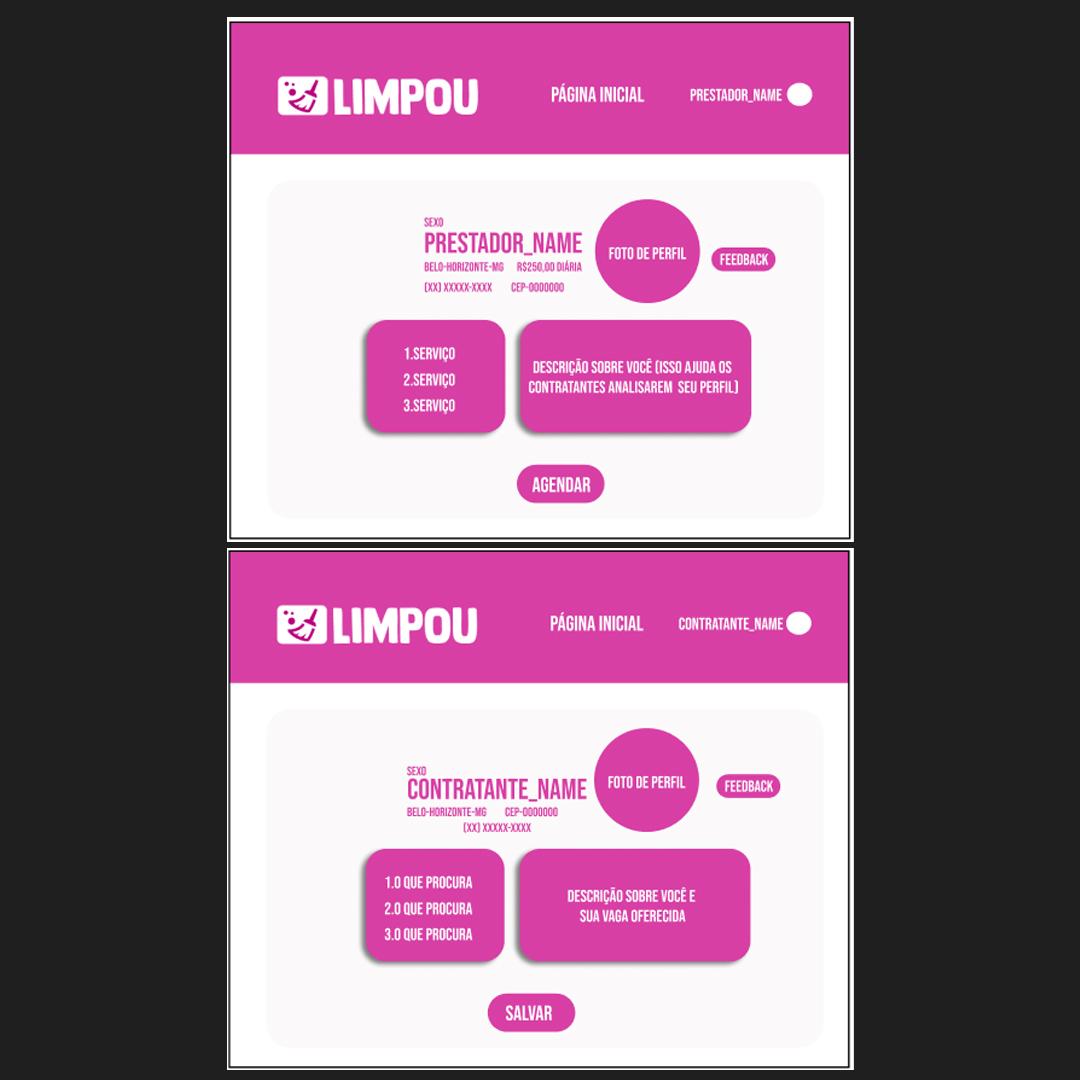 LIMPOU
PÁGINA INICIAL
PRESTADOR_NAME
SEXO
PRESTADOR_NAME
BELO-HORIZONTE-MG R$250,00 DIÁRIA
(XX) XXXXX-XXXX CEP-0000000
FOTO DE PERFIL
FEEDBACK
1.SERVIÇO
2.SERVIÇO
3.SERVIÇO
DESCRIÇÃO SOBRE VOCÊ (ISSO AJUDA OS
CONTRATANTES ANALISAREM SEU PERFIL)
AGENDAR
LIMPOU
PÁGINA INICIAL
CONTRATANTE_NAME
SEXO
CONTRATANTE_NAME
BELO-HORIZONTE-MG CEP-0000000
(XX) XXXXX-XXXX
FOTO DE PERFIL
FEEDBACK
1.O QUE PROCURA
2.O QUE PROCURA
3.O QUE PROCURA
DESCRIÇÃO SOBRE VOCÊ E
SUA VAGA OFERECIDA
SALVAR